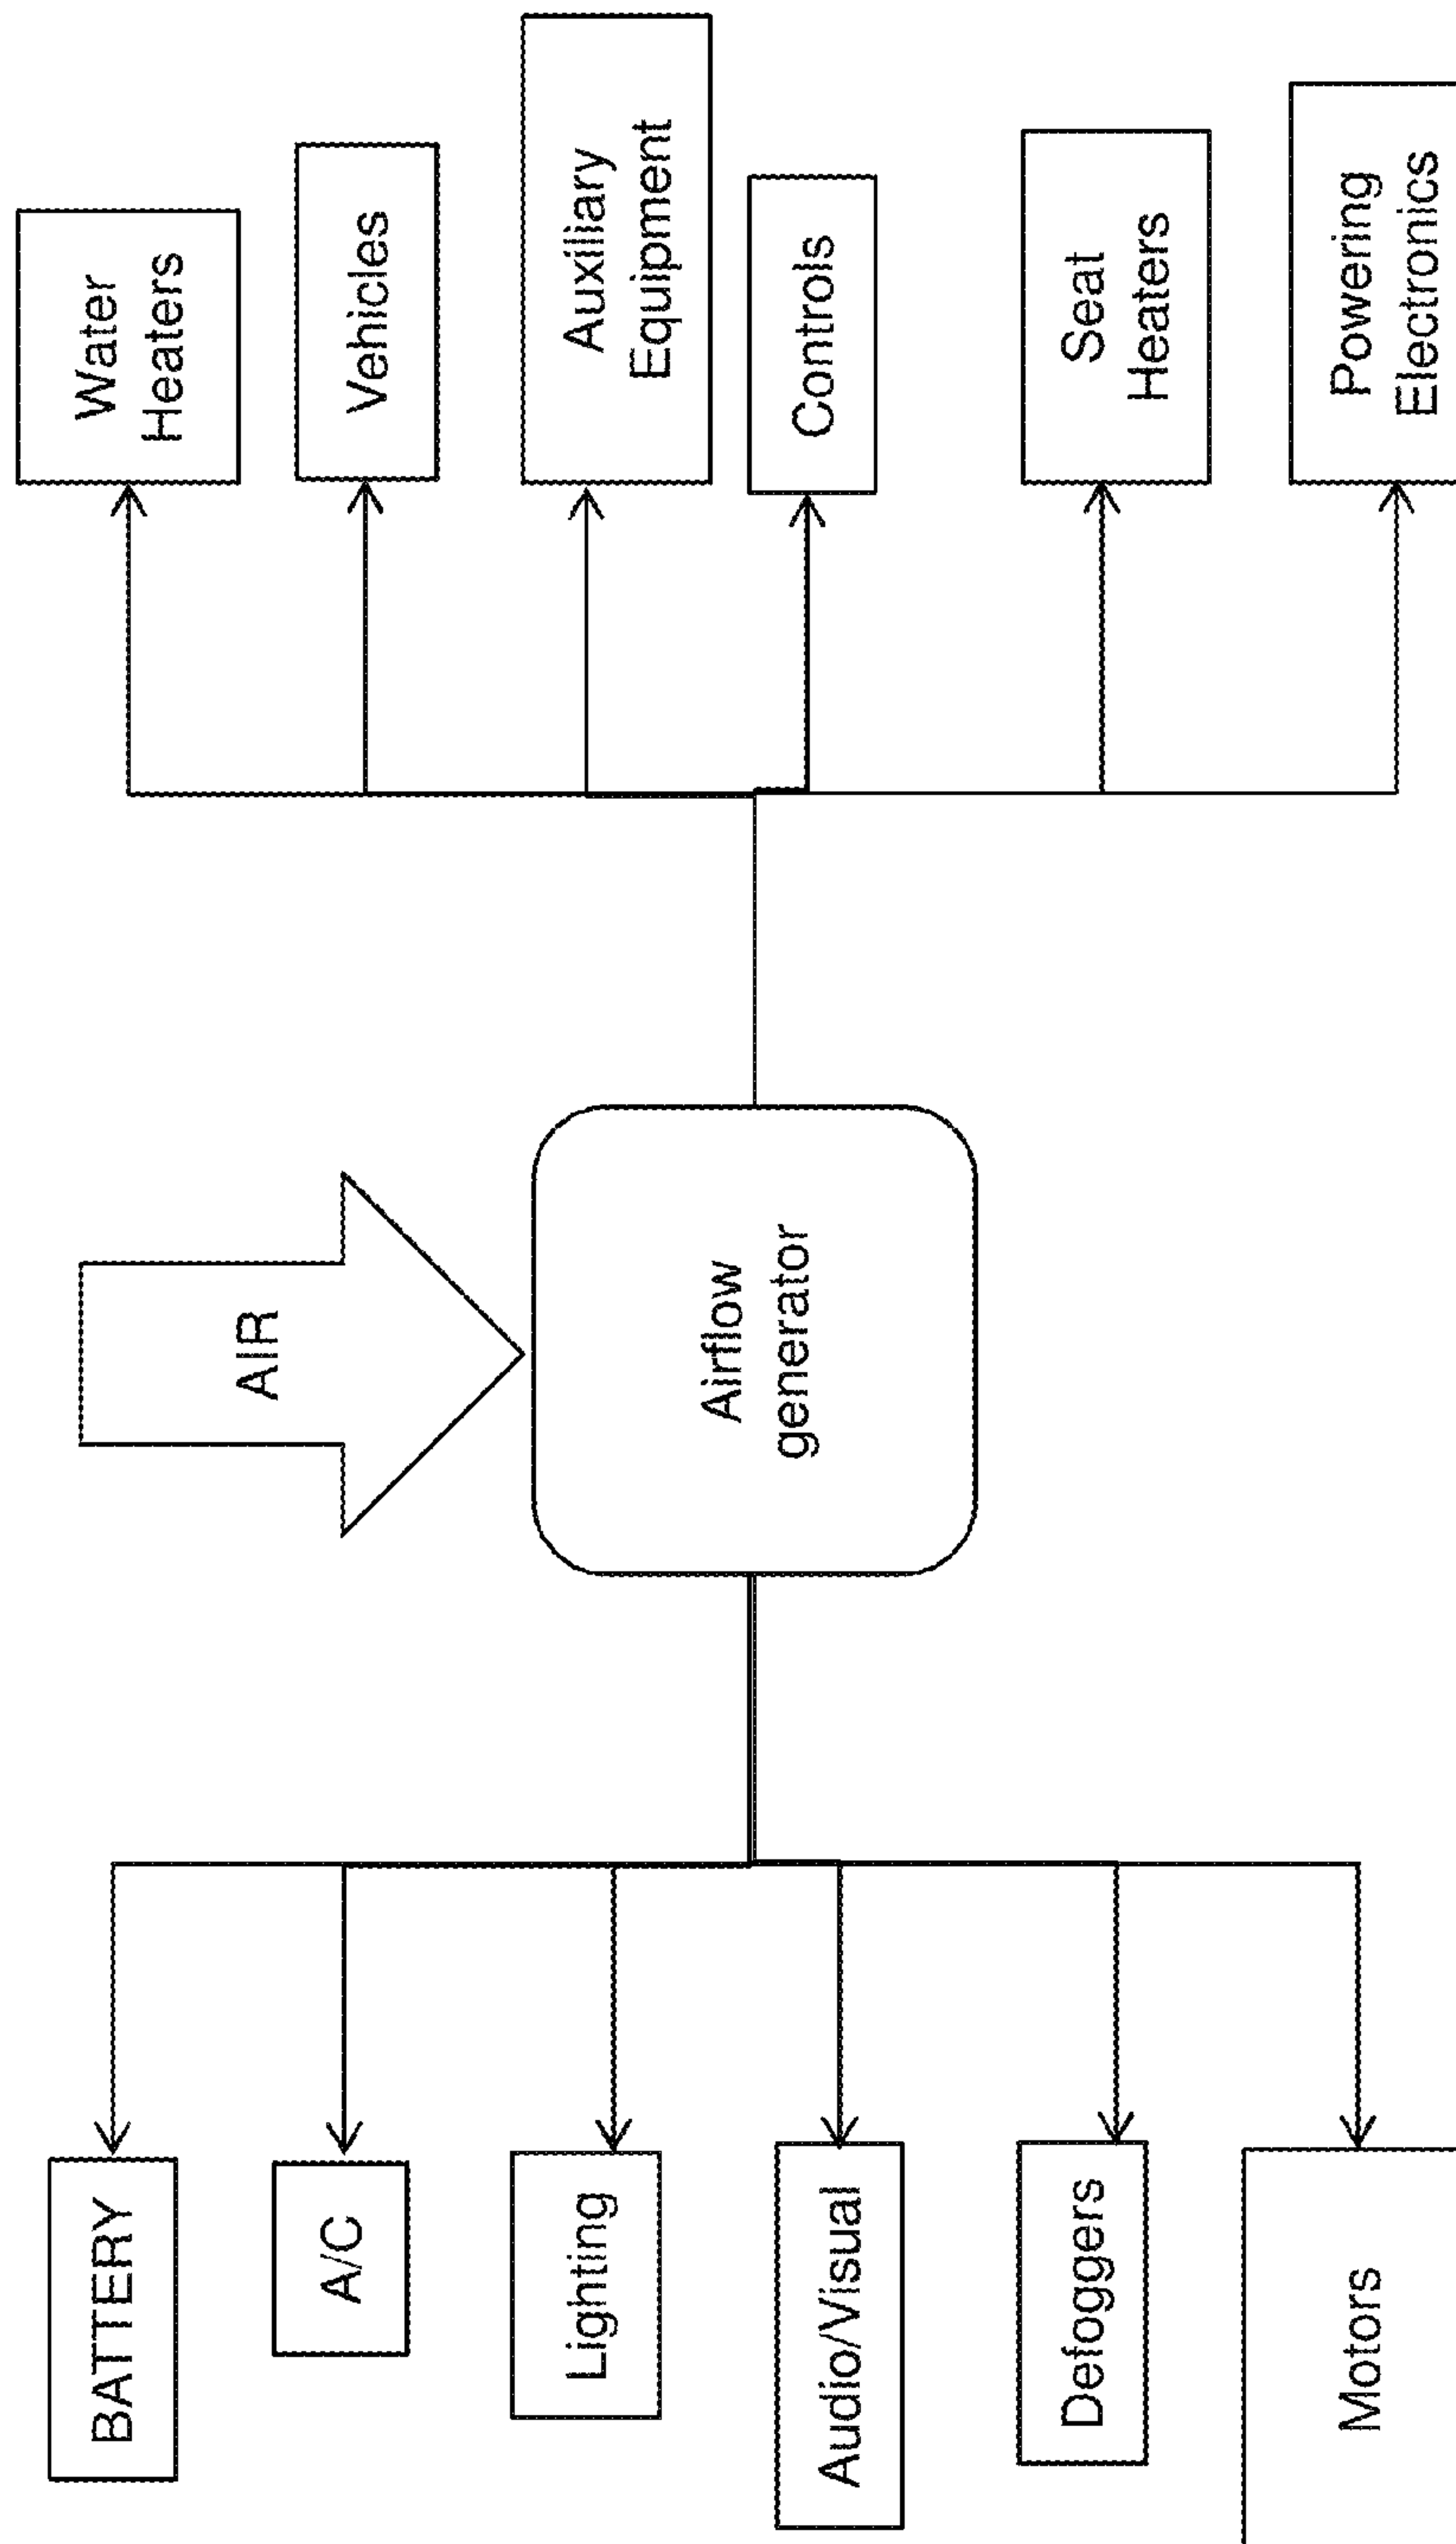 AIR
Airflow
generator
BATTERY
A/C
Lighting
Audio/Visual
Defoggers
Motors
Water
Heaters
Vehicles
Auxiliary
Equipment
Controls
Seat
Heaters
Powering
Electronics